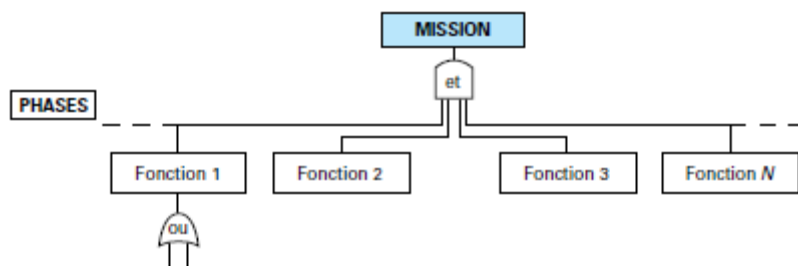 MISSION
et
PHASES
Fonction 1
Fonction 2
Fonction 3
Fonction N
ou